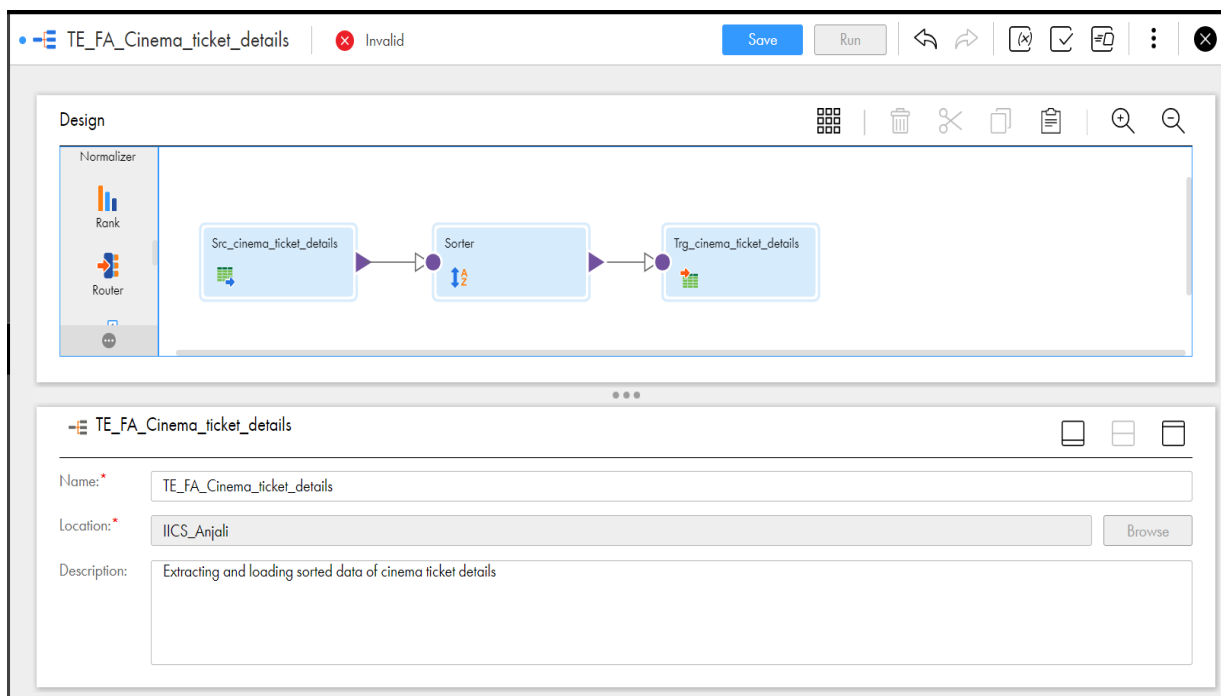 TE_FA_Cinema_ticket_details Invalid Save Run (x)
Design
Normalizer
Rank
Router
Src_cinema_ticket_details Sorter Trg_cinema_ticket_details
A
Z
TE_FA_Cinema_ticket_details
Name:* TE_FA_Cinema_ticket_details
Location:* IICS_Anjali Browse
Description: Extracting and loading sorted data of cinema ticket details